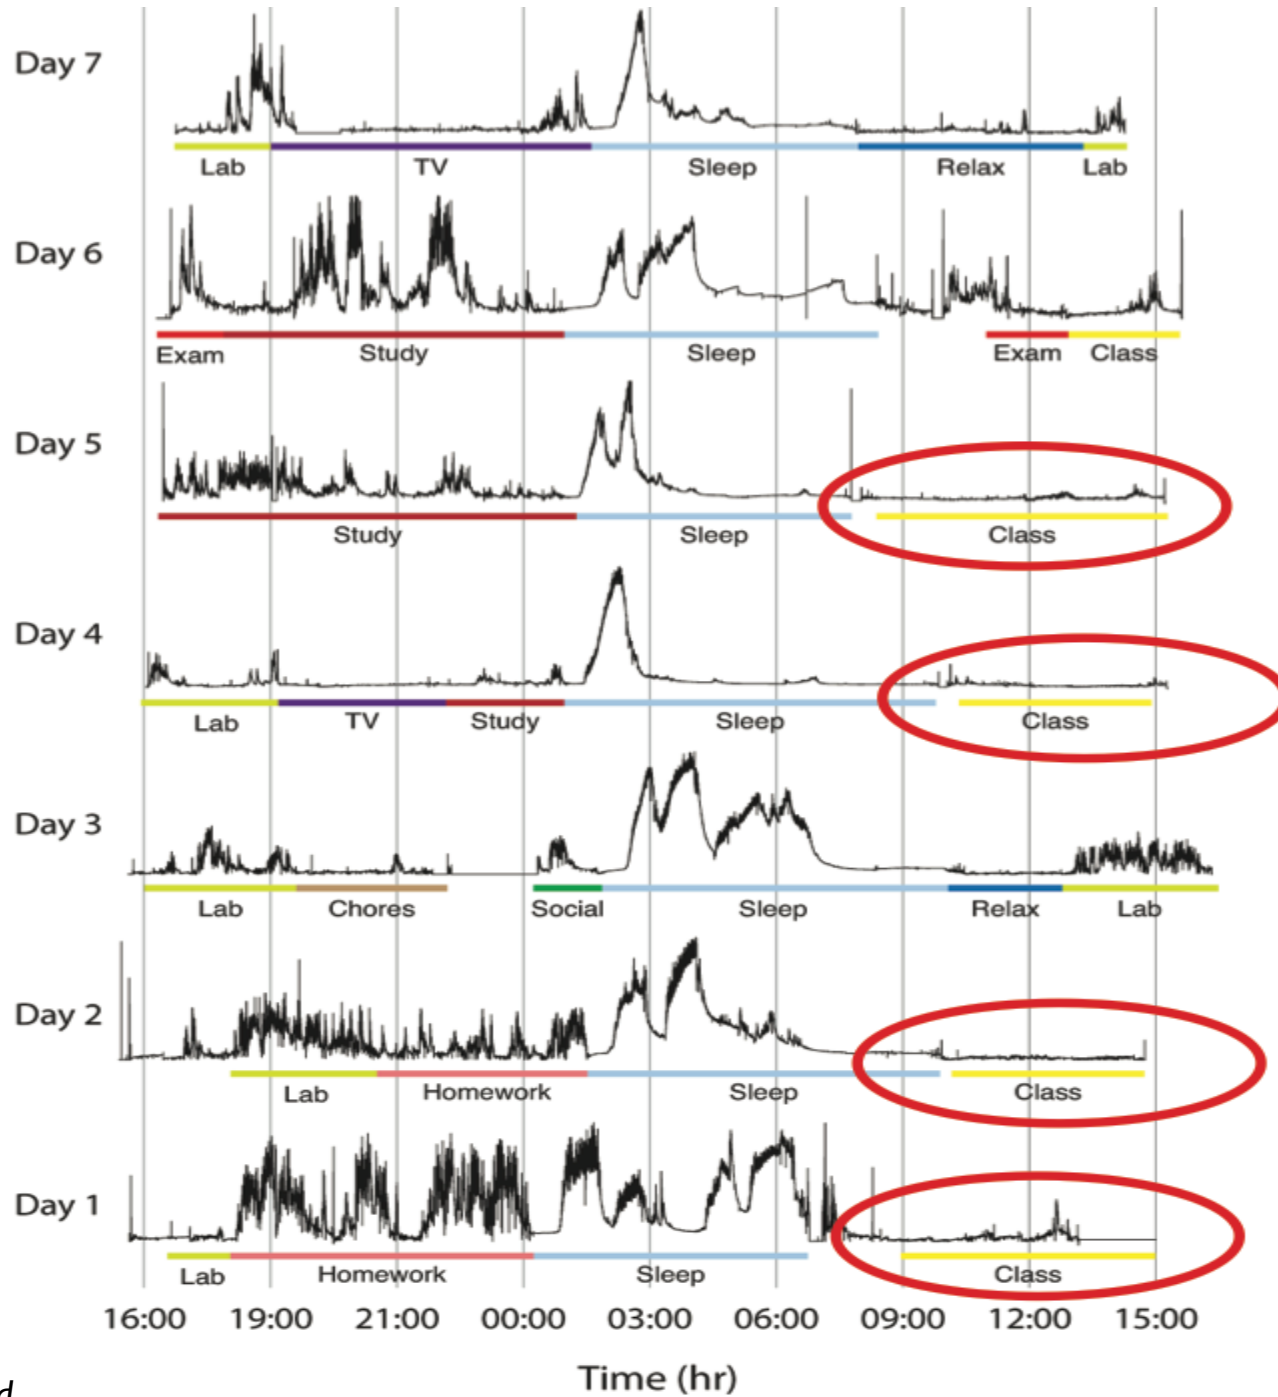 Day 7
Lab TV Sleep Relax Lab
Day 6
Exam Study Sleep Exam Class
Day 5
Study Sleep Class
Day 4
Lab TV Study Sleep Class
Day 3
Lab Chores Social Sleep Relax Lab
Day 2
Lab Homework Sleep Class
Day 1
Lab Homework Sleep Class
16:00 19:00 21:00 00:00 03:00 06:00 09:00 12:00 15:00
Time (hr)